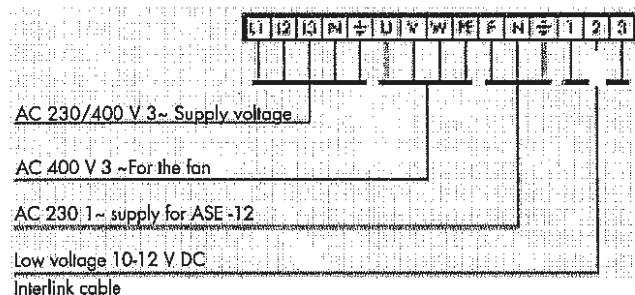 L1 L2 L3 N ⏚ U V W PE F N ⏚ 1 2 3
AC 230/400 V 3~ Supply voltage
AC 400 V 3 ~For the fan
AC 230 1~ supply for ASE -12
Low voltage 10-12 V DC
Interlink cable